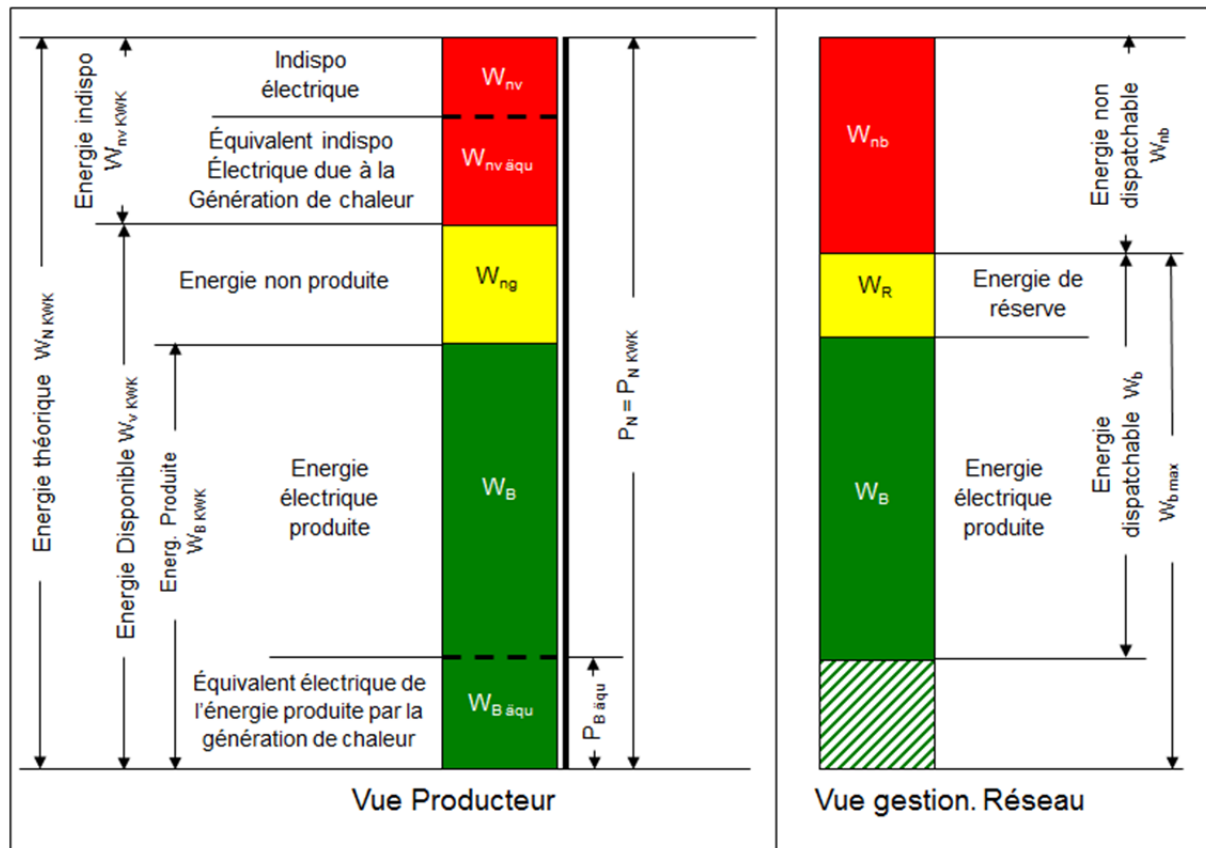 Energie théorique W_N KWK
Energie indispo
W_nv KWK
Energie Disponible W_v KWK
Energ. Produite
W_B KWK
Indispo
électrique
Équivalent indispo
Électrique due à la
Génération de chaleur
Energie non produite
Energie
électrique
produite
Équivalent électrique de
l'énergie produite par la
génération de chaleur
W_nv
W_nv äqu
W_ng
W_B
W_B äqu
P_N = P_N KWK
P_B äqu
Vue Producteur
W_nb
W_R
W_B
Energie de
réserve
Energie
électrique
produite
Energie non
dispatchable
W_nb
Energie
dispatchable W_b
W_b max
Vue gestion. Réseau